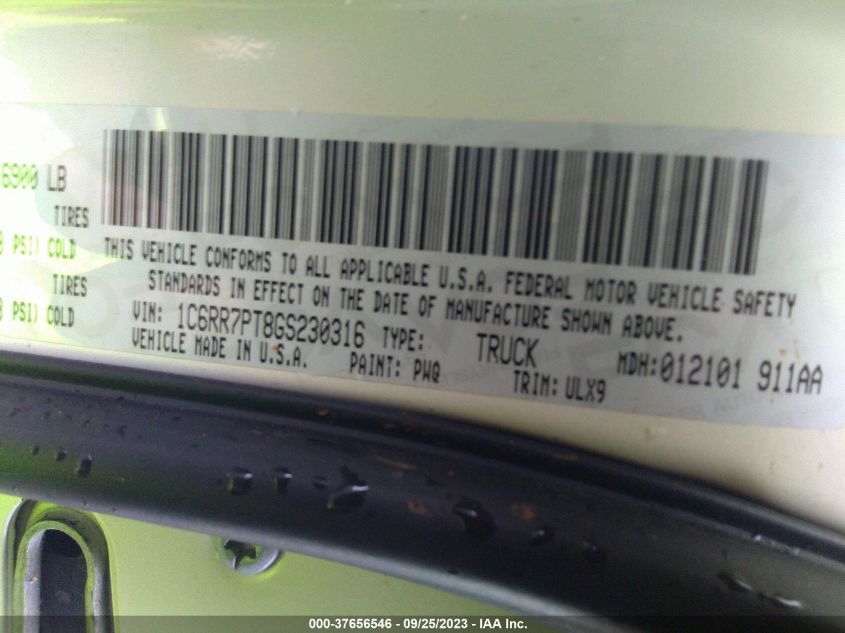 6900 LB
TIRES
PSI) COLD
TIRES
PSI) COLD
THIS VEHICLE CONFORMS TO ALL APPLICABLE U.S.A. FEDERAL MOTOR VEHICLE SAFETY
STANDARDS IN EFFECT ON THE DATE OF MANUFACTURE SHOWN ABOVE.
VIN: 1C6RR7PT8GS230316 TYPE: TRUCK MDH:012101 911AA
VEHICLE MADE IN U.S.A. PAINT: PWQ TRIM: ULX9
000-37656546 - 09/25/2023 - IAA Inc.